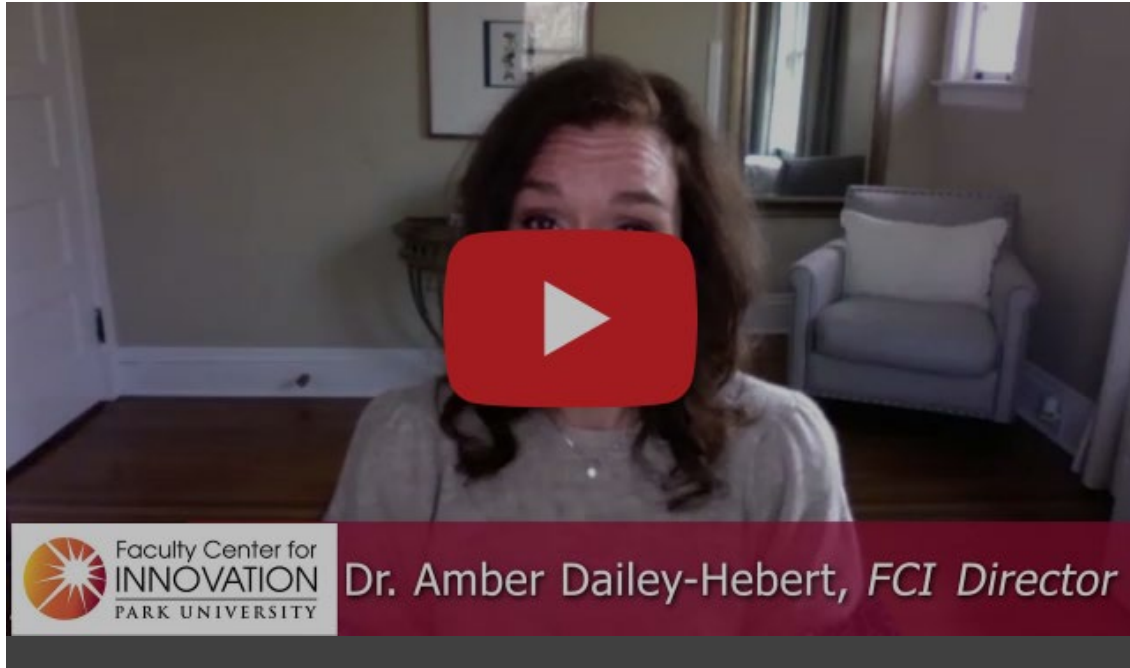 Faculty Center for
INNOVATION
PARK UNIVERSITY
Dr. Amber Dailey-Hebert, FCI Director